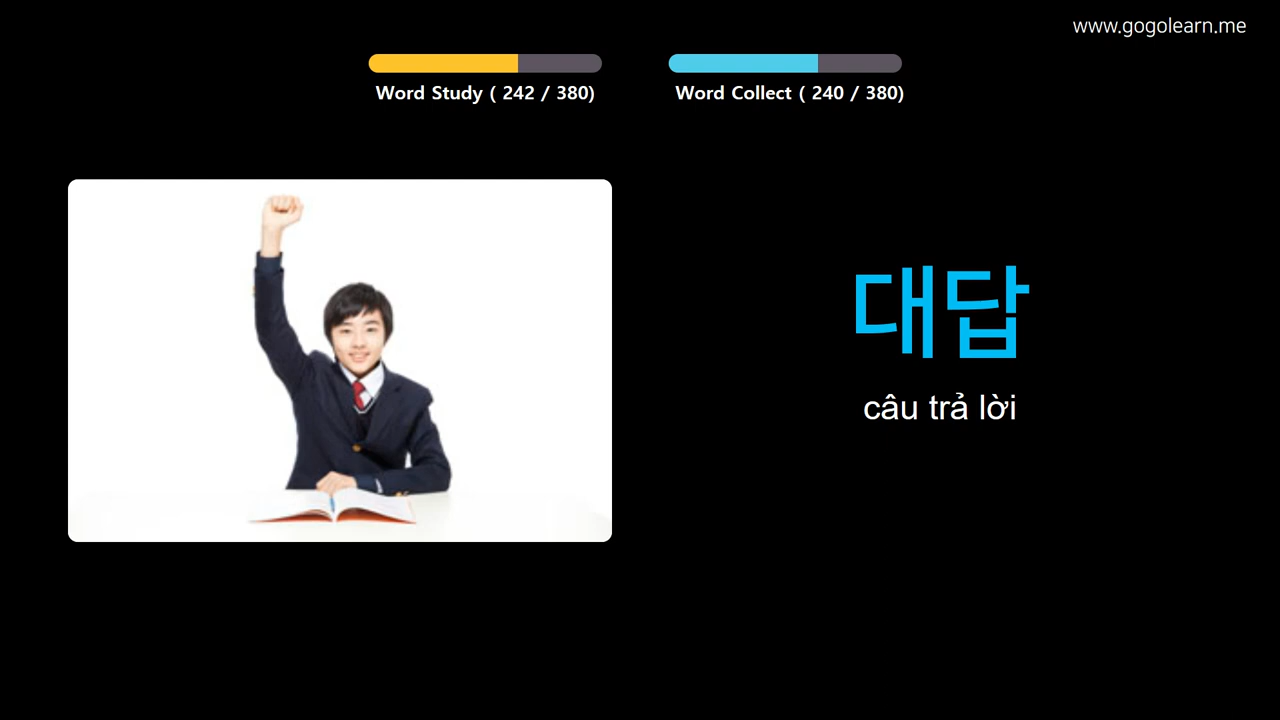 www.gogolearn.me
Word Study ( 242 / 380)
Word Collect ( 240 / 380)
대답
câu trả lời